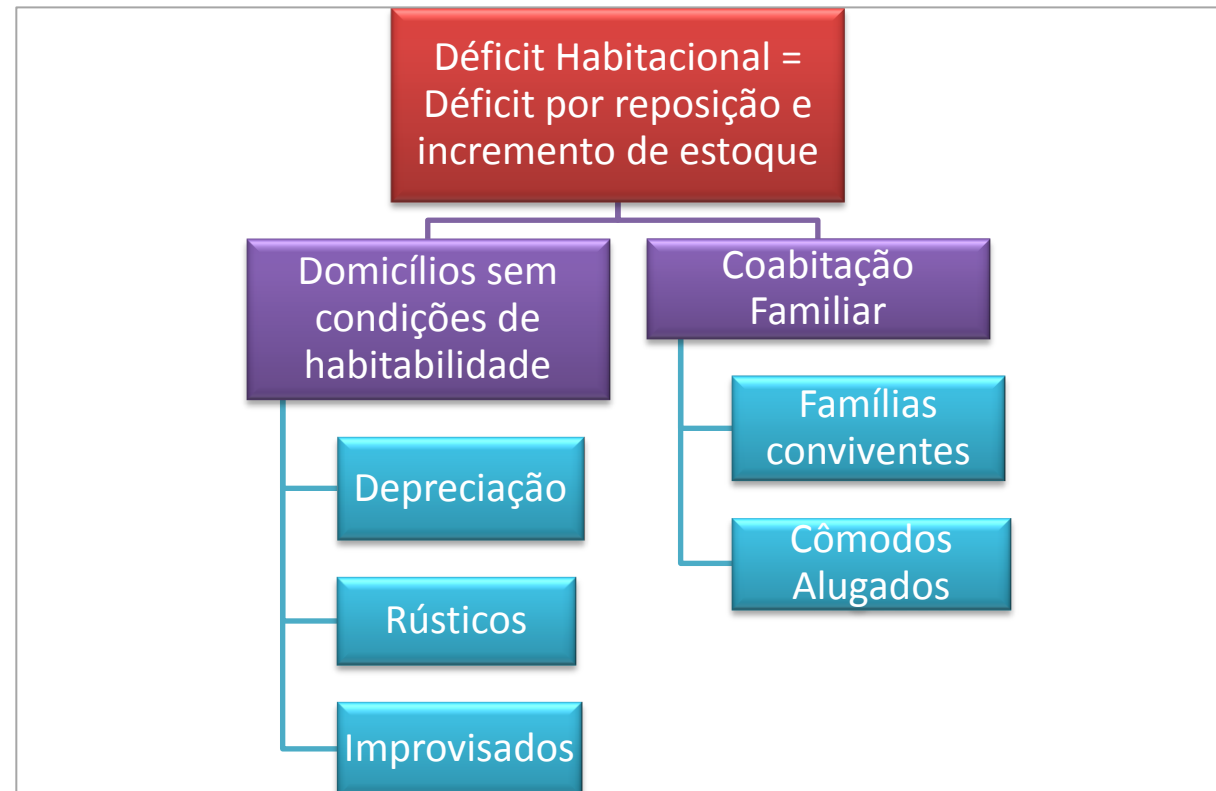 Déficit Habitacional =
Déficit por reposição e
incremento de estoque
Domicílios sem
condições de
habitabilidade
Depreciação
Rústicos
Improvisados
Coabitação
Familiar
Famílias
conviventes
Cômodos
Alugados